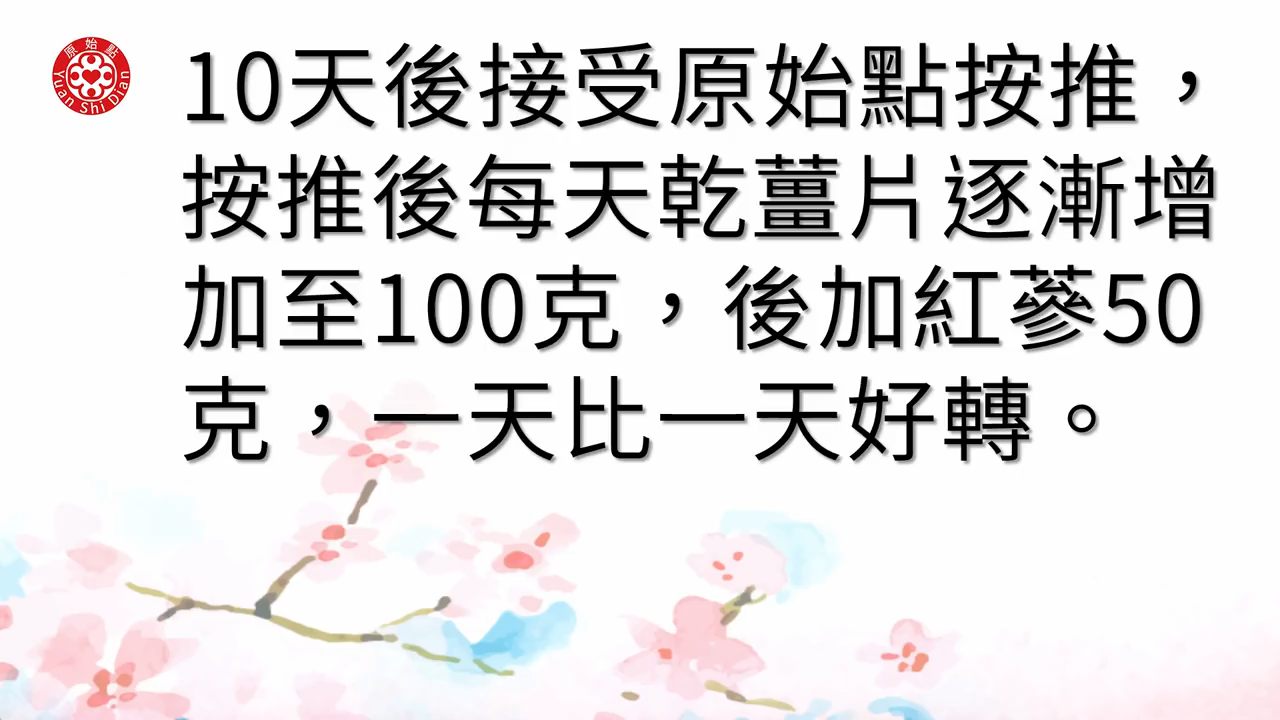 原始點
Yuan Shi Dian
10天後接受原始點按推，
按推後每天乾薑片逐漸增
加至100克，後加紅蔘50
克，一天比一天好轉。